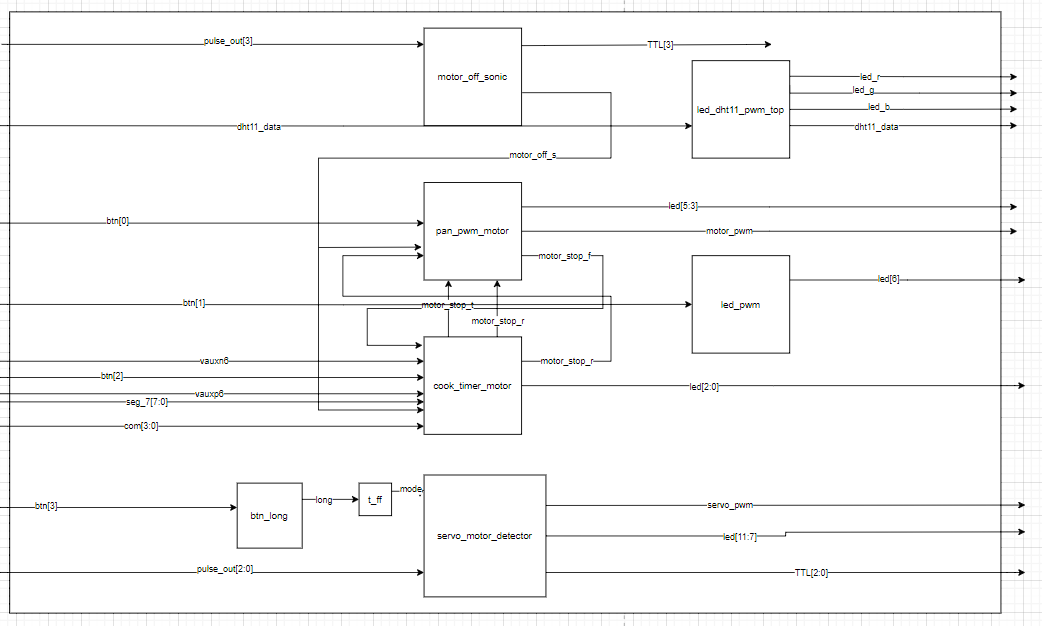 pulse_out[3]
TTL[3]
motor_off_sonic
led_r
led_g
led_b
led_dht11_pwm_top
dht11_data
dht11_data
motor_off_s
led[5:3]
btn[0]
pan_pwm_motor
motor_pwm
motor_stop_f
led[6]
btn[1]
motor_stop_t
led_pwm
motor_stop_r
vauxn6
motor_stop_r
btn[2]
cook_timer_motor
led[2:0]
vauxp6
seg_7[7:0]
com[3:0]
mode
long
t_ff
btn[3]
servo_pwm
btn_long
servo_motor_detector
led[11:7]
pulse_out[2:0]
TTL[2:0]